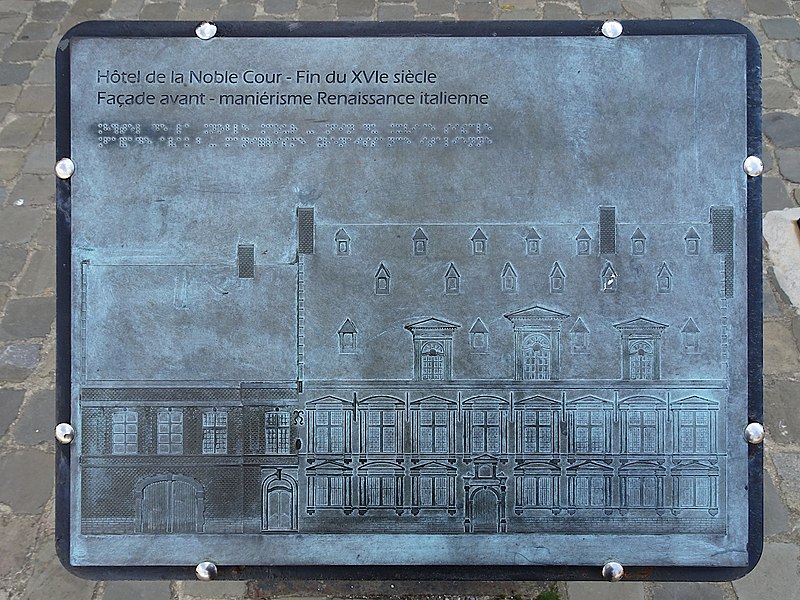 Hôtel de la Noble Cour - Fin du XVIe siècle
Façade avant - maniérisme Renaissance italienne